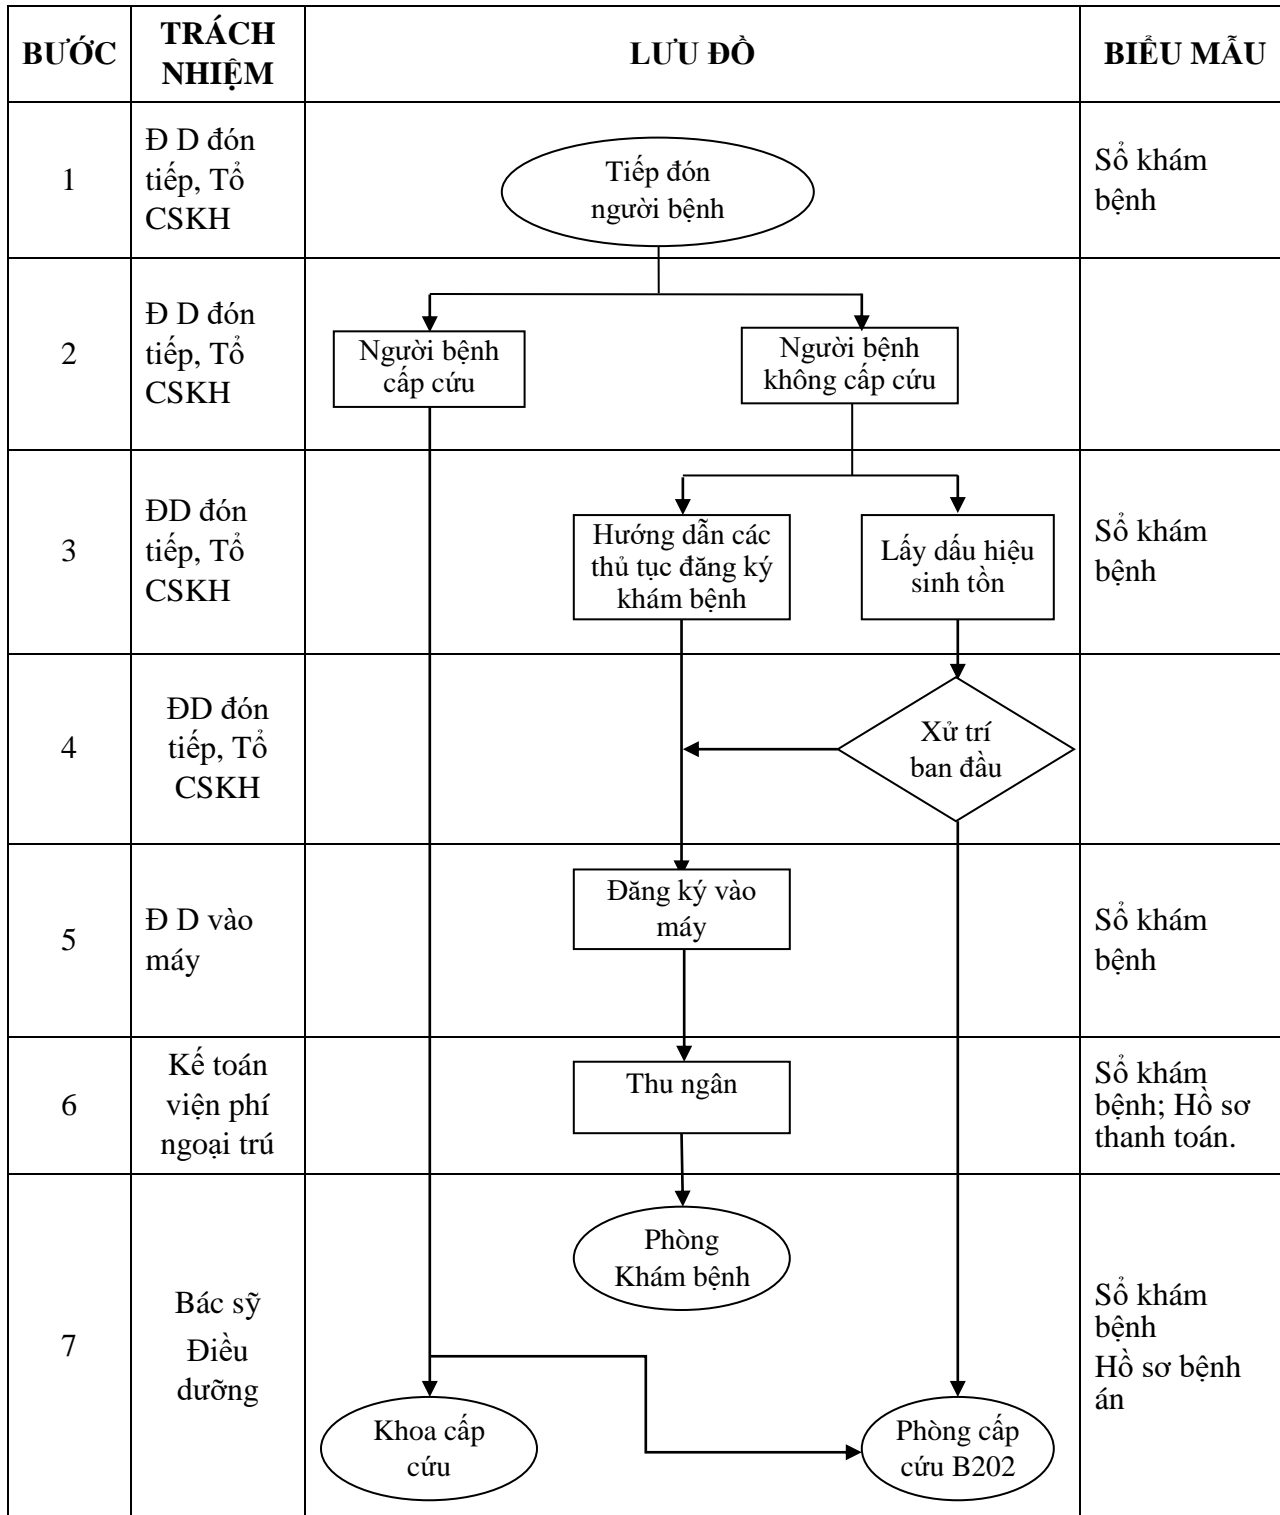 BƯỚC
TRÁCH
NHIỆM
LƯU ĐỒ
BIỂU MẪU
1
Đ D đón
tiếp, Tổ
CSKH
Tiếp đón
người bệnh
Sổ khám
bệnh
2
Đ D đón
tiếp, Tổ
CSKH
Người bệnh
cấp cứu
Người bệnh
không cấp cứu
3
ĐD đón
tiếp, Tổ
CSKH
Hướng dẫn các
thủ tục đăng ký
khám bệnh
Lấy dấu hiệu
sinh tồn
Sổ khám
bệnh
4
ĐD đón
tiếp, Tổ
CSKH
Xử trí
ban đầu
5
Đ D vào
máy
Đăng ký vào
máy
Sổ khám
bệnh
6
Kế toán
viện phí
ngoại trú
Thu ngân
Sổ khám
bệnh; Hồ sơ
thanh toán.
7
Bác sỹ
Điều
dưỡng
Phòng
Khám bệnh
Khoa cấp
cứu
Phòng cấp
cứu B202
Sổ khám
bệnh
Hồ sơ bệnh
án